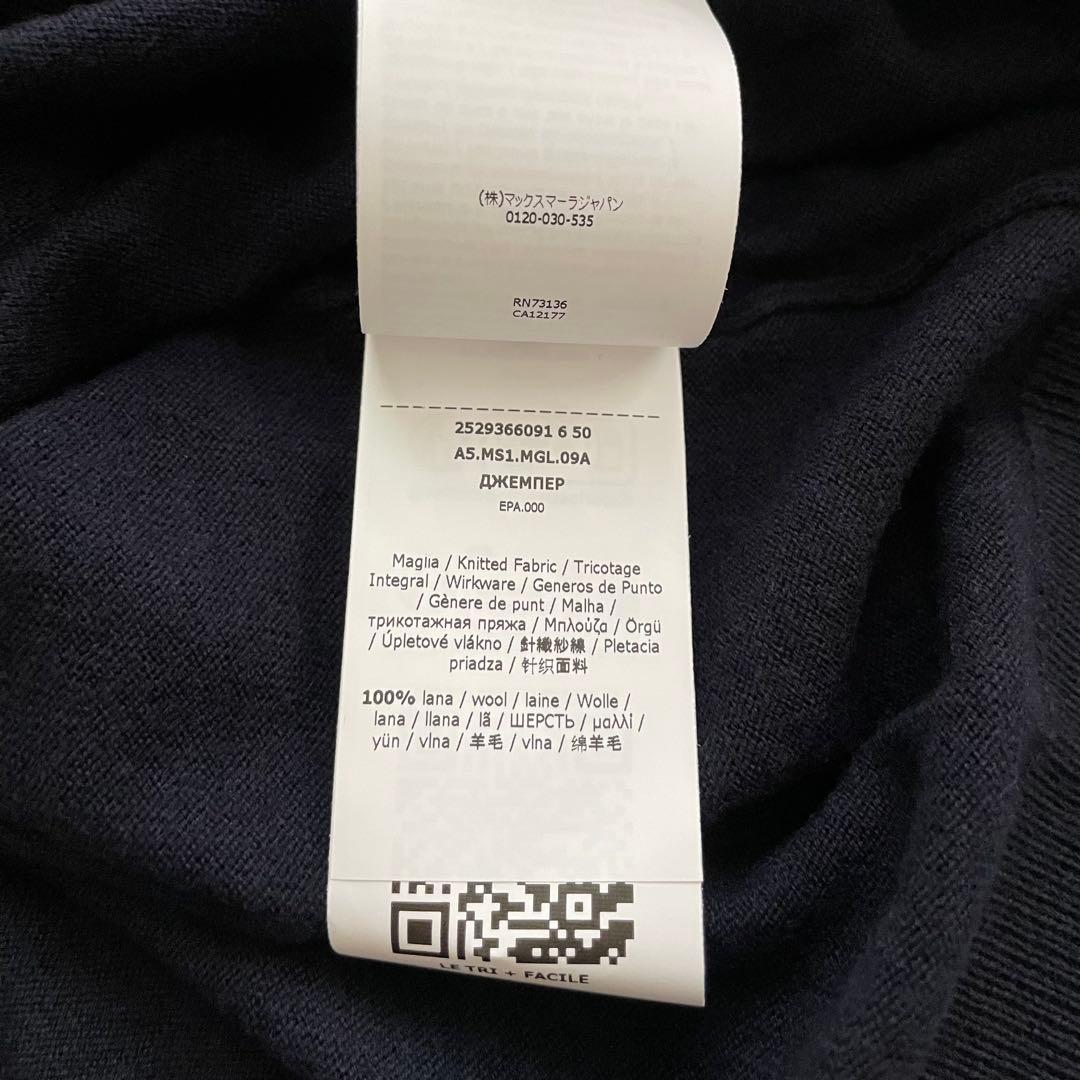 (株)マックスマーラジャパン
0120-030-535
RN73136
CA12177
2529366091 6 50
A5.MS1.MGL.09A
ДЖЕМПЕР
EPA.000
Maglia / Knitted Fabric / Tricotage
Integral / Wirkware / Generos de Punto
/ Gènere de punt / Malha /
трикотажная пряжа / Μπλούζα / Örgü
/ Úpletové vlákno / 針織紗線 / Pletacia
priadza / 针织面料
100% lana / wool / laine / Wolle /
lana / llana / lã / ШЕРСТЬ / μαλλί /
yün / vlna / 羊毛 / vlna / 绵羊毛
LE TRI + FACILE